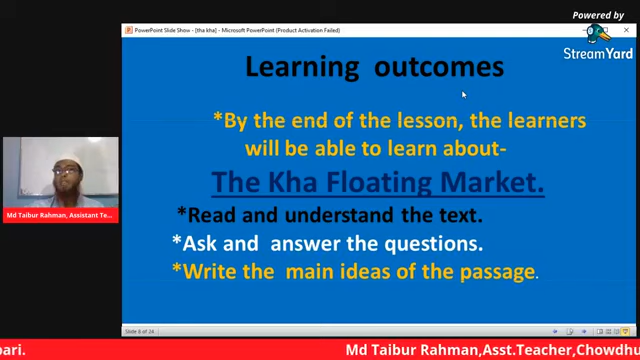 Powered by
StreamYard
PowerPoint Slide Show - [tha kha] - Microsoft PowerPoint (Product Activation Failed)
Learning outcomes
*By the end of the lesson, the learners
will be able to learn about-
The Kha Floating Market.
*Read and understand the text.
*Ask and answer the questions.
*Write the main ideas of the passage.
Md Taibur Rahman, Assistant Te...
Slide 8 of 24
pari.
Md Taibur Rahman,Asst.Teacher,Chowdhu